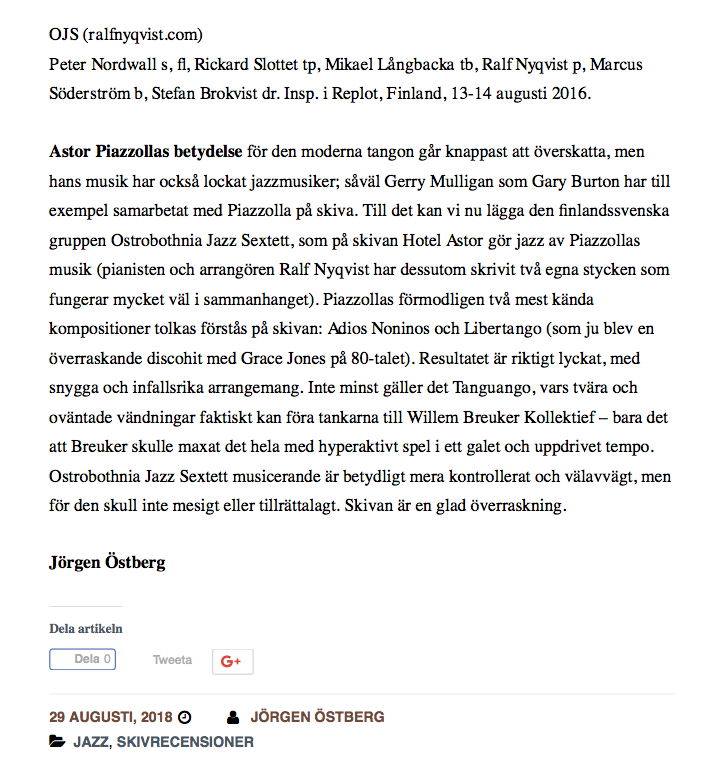 OJS (ralfnyqvist.com)
Peter Nordwall s, fl, Rickard Slottet tp, Mikael Långbacka tb, Ralf Nyqvist p, Marcus
Söderström b, Stefan Brokvist dr. Insp. i Replot, Finland, 13-14 augusti 2016.
Astor Piazzollas betydelse för den moderna tangon går knappast att överskatta, men
hans musik har också lockat jazzmusiker; såväl Gerry Mulligan som Gary Burton har till
exempel samarbetat med Piazzolla på skiva. Till det kan vi nu lägga den finlandssvenska
gruppen Ostrobothnia Jazz Sextett, som på skivan Hotel Astor gör jazz av Piazzollas
musik (pianisten och arrangören Ralf Nyqvist har dessutom skrivit två egna stycken som
fungerar mycket väl i sammanhanget). Piazzollas förmodligen två mest kända
kompositioner tolkas förstås på skivan: Adios Noninos och Libertango (som ju blev en
överraskande discohit med Grace Jones på 80-talet). Resultatet är riktigt lyckat, med
snygga och infallsrika arrangemang. Inte minst gäller det Tanguango, vars tvära och
oväntade vändningar faktiskt kan föra tankarna till Willem Breuker Kollektief – bara det
att Breuker skulle maxat det hela med hyperaktivt spel i ett galet och uppdrivet tempo.
Ostrobothnia Jazz Sextett musicerande är betydligt mera kontrollerat och välavvägt, men
för den skull inte mesigt eller tillrättalagt. Skivan är en glad överraskning.
Jörgen Östberg
Dela artikeln
Dela 0 Tweeta G+
29 AUGUSTI, 2018 JÖRGEN ÖSTBERG
JAZZ, SKIVRECENSIONER